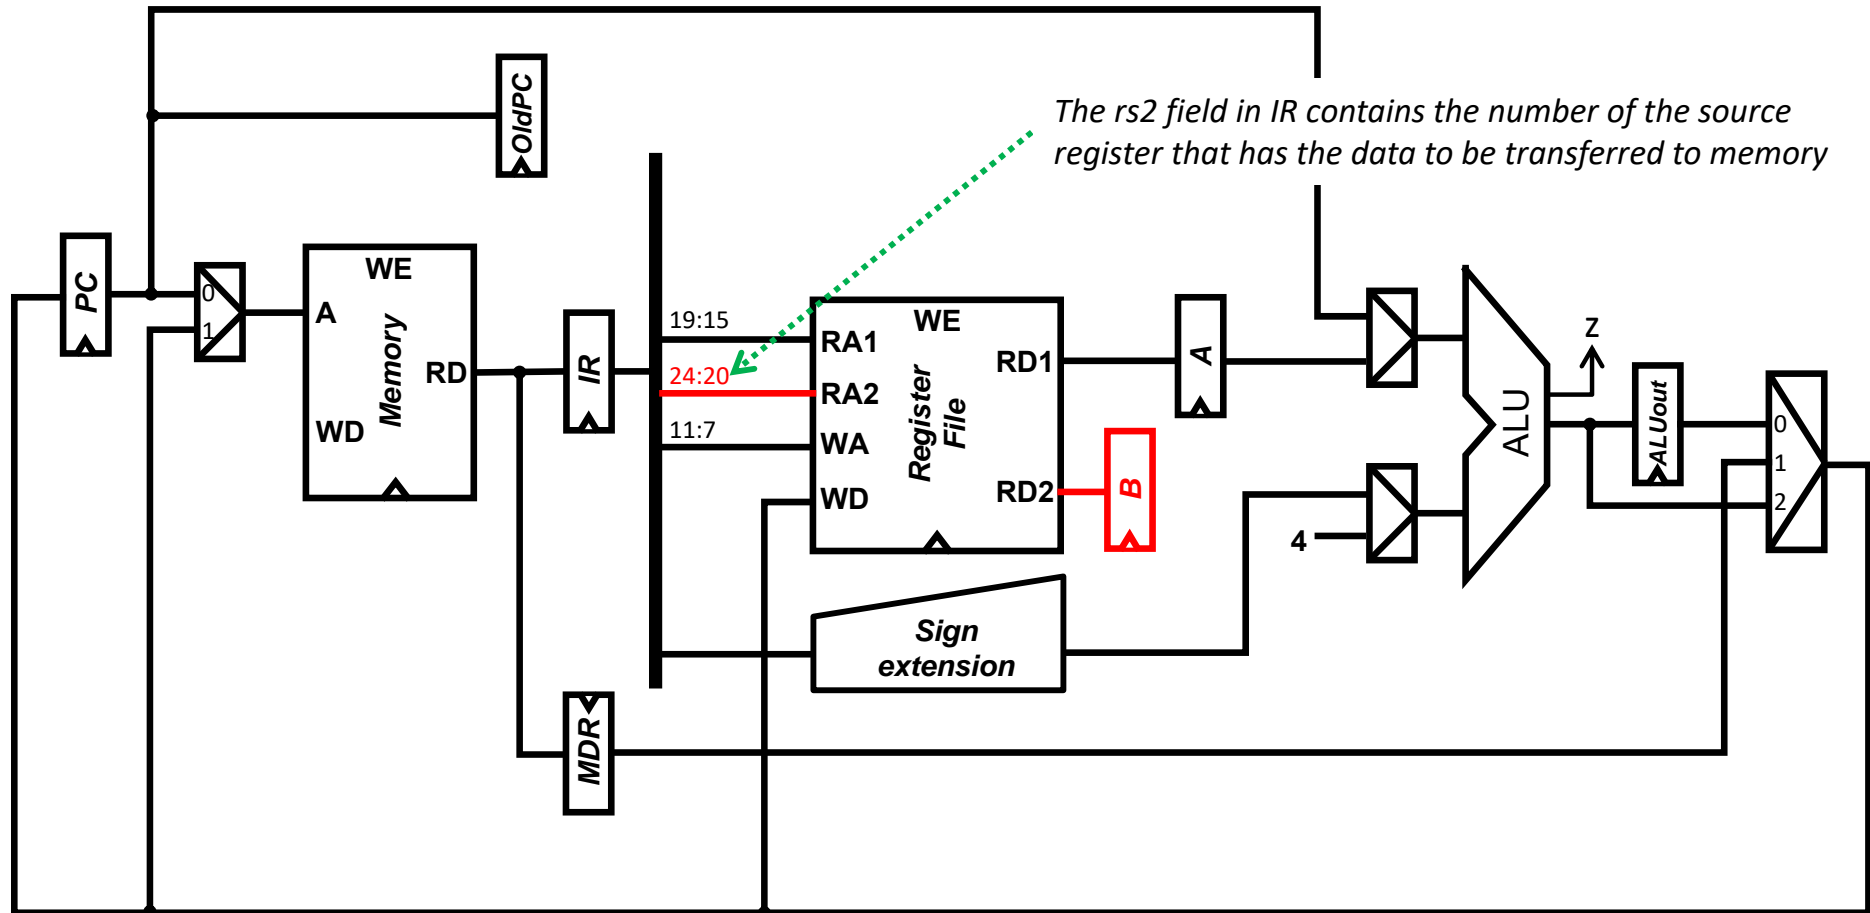 OldPC
The rs2 field in IR contains the number of the source
register that has the data to be transferred to memory
PC
0
1
WE
A
Memory
RD
WD
IR
19:15
24:20
11:7
WE
RA1
RA2
WA
WD
Register
File
RD1
RD2
A
B
4
Sign
extension
MDR
ALU
Z
ALUout
0
1
2